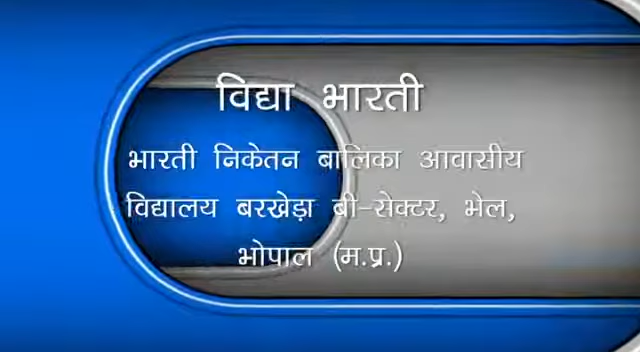 विद्या भारती
भारती निकेतन बालिका आवासीय
विद्यालय बरखेड़ा बी-सेक्टर, भेल,
भोपाल (म.प्र.)